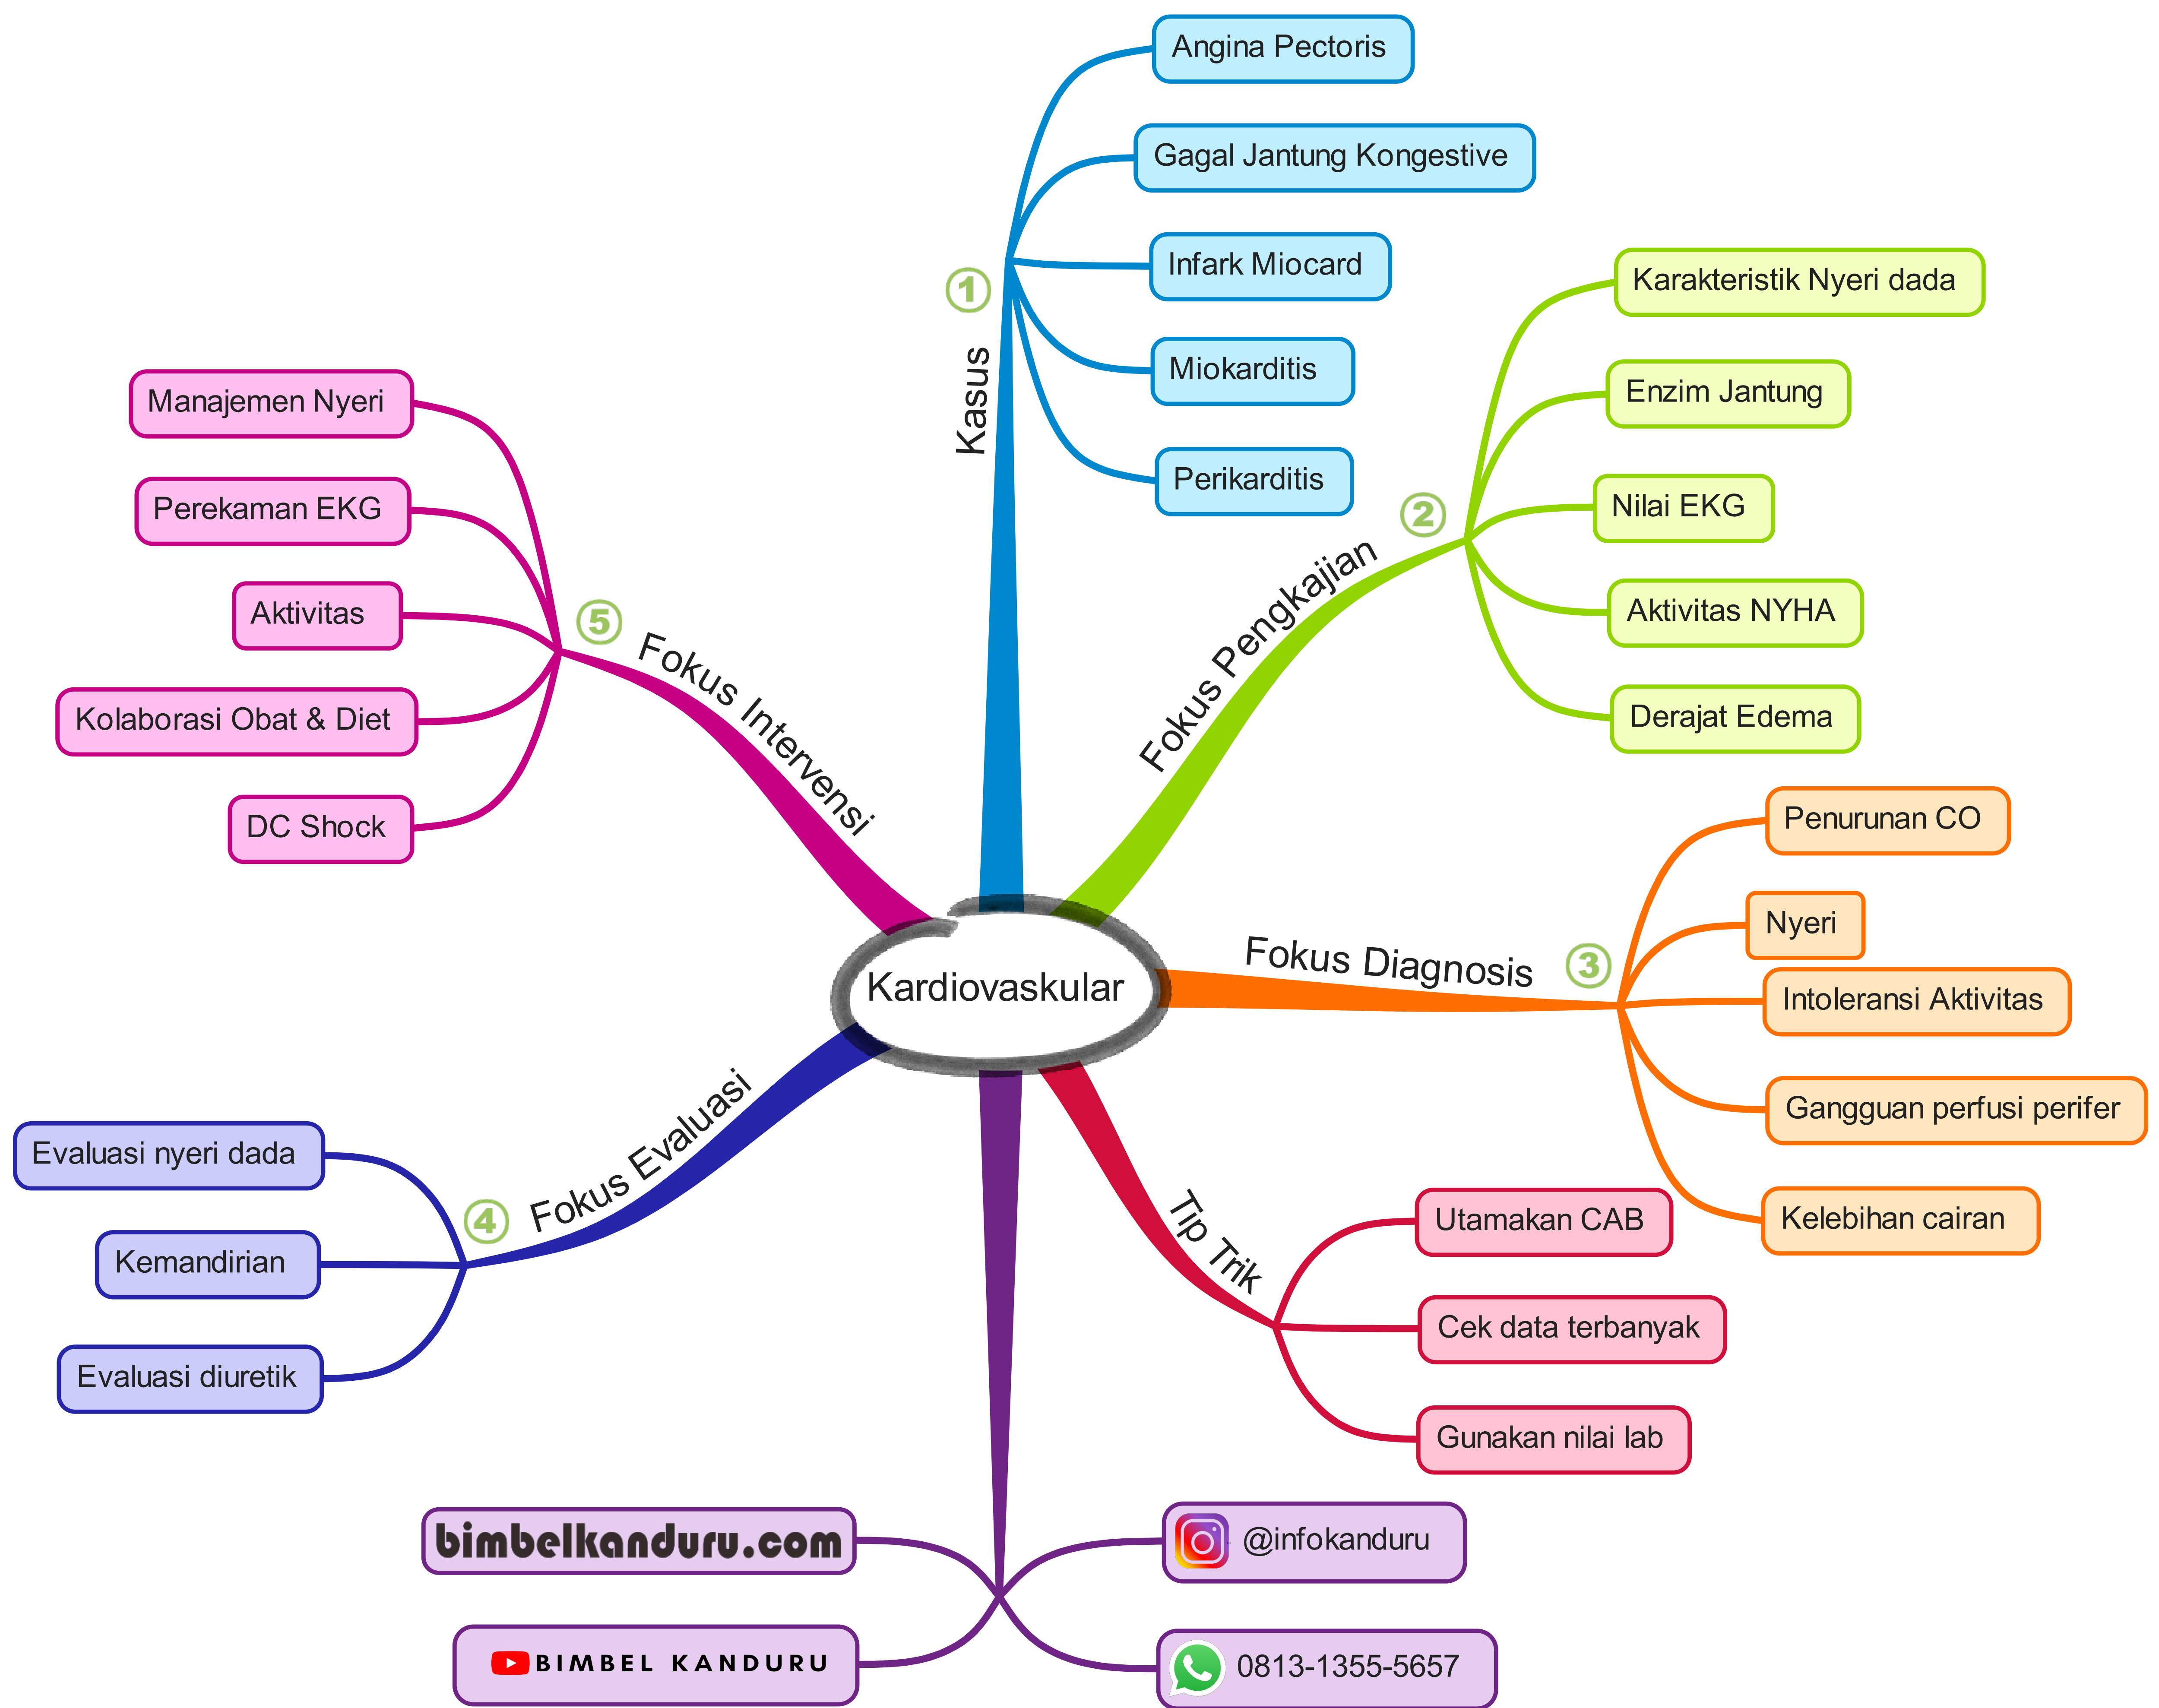 Kardiovaskular
1
Kasus
Angina Pectoris
Gagal Jantung Kongestive
Infark Miocard
Miokarditis
Perikarditis
2
Fokus Pengkajian
Karakteristik Nyeri dada
Enzim Jantung
Nilai EKG
Aktivitas NYHA
Derajat Edema
3
Fokus Diagnosis
Penurunan CO
Nyeri
Intoleransi Aktivitas
Gangguan perfusi perifer
Kelebihan cairan
Tip Trik
Utamakan CAB
Cek data terbanyak
Gunakan nilai lab
4
Fokus Evaluasi
Evaluasi nyeri dada
Kemandirian
Evaluasi diuretik
5
Fokus Intervensi
Manajemen Nyeri
Perekaman EKG
Aktivitas
Kolaborasi Obat & Diet
DC Shock
bimbelkanduru.com
BIMBEL KANDURU
@infokanduru
0813-1355-5657